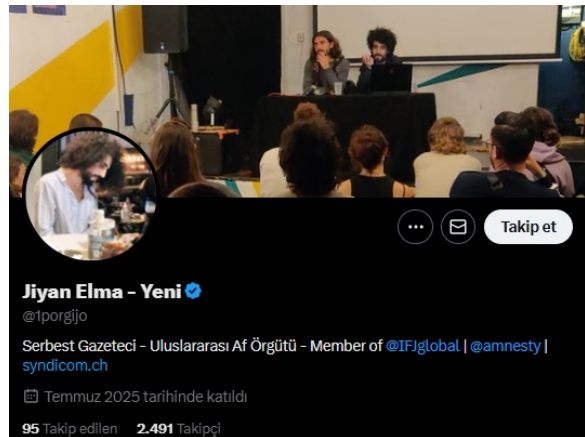 Takip et
Jiyan Elma - Yeni
@1porgijo
Serbest Gazeteci - Uluslararası Af Örgütü - Member of @IFJglobal | @amnesty |
syndicom.ch
Temmuz 2025 tarihinde katıldı
95 Takip edilen 2.491 Takipçi